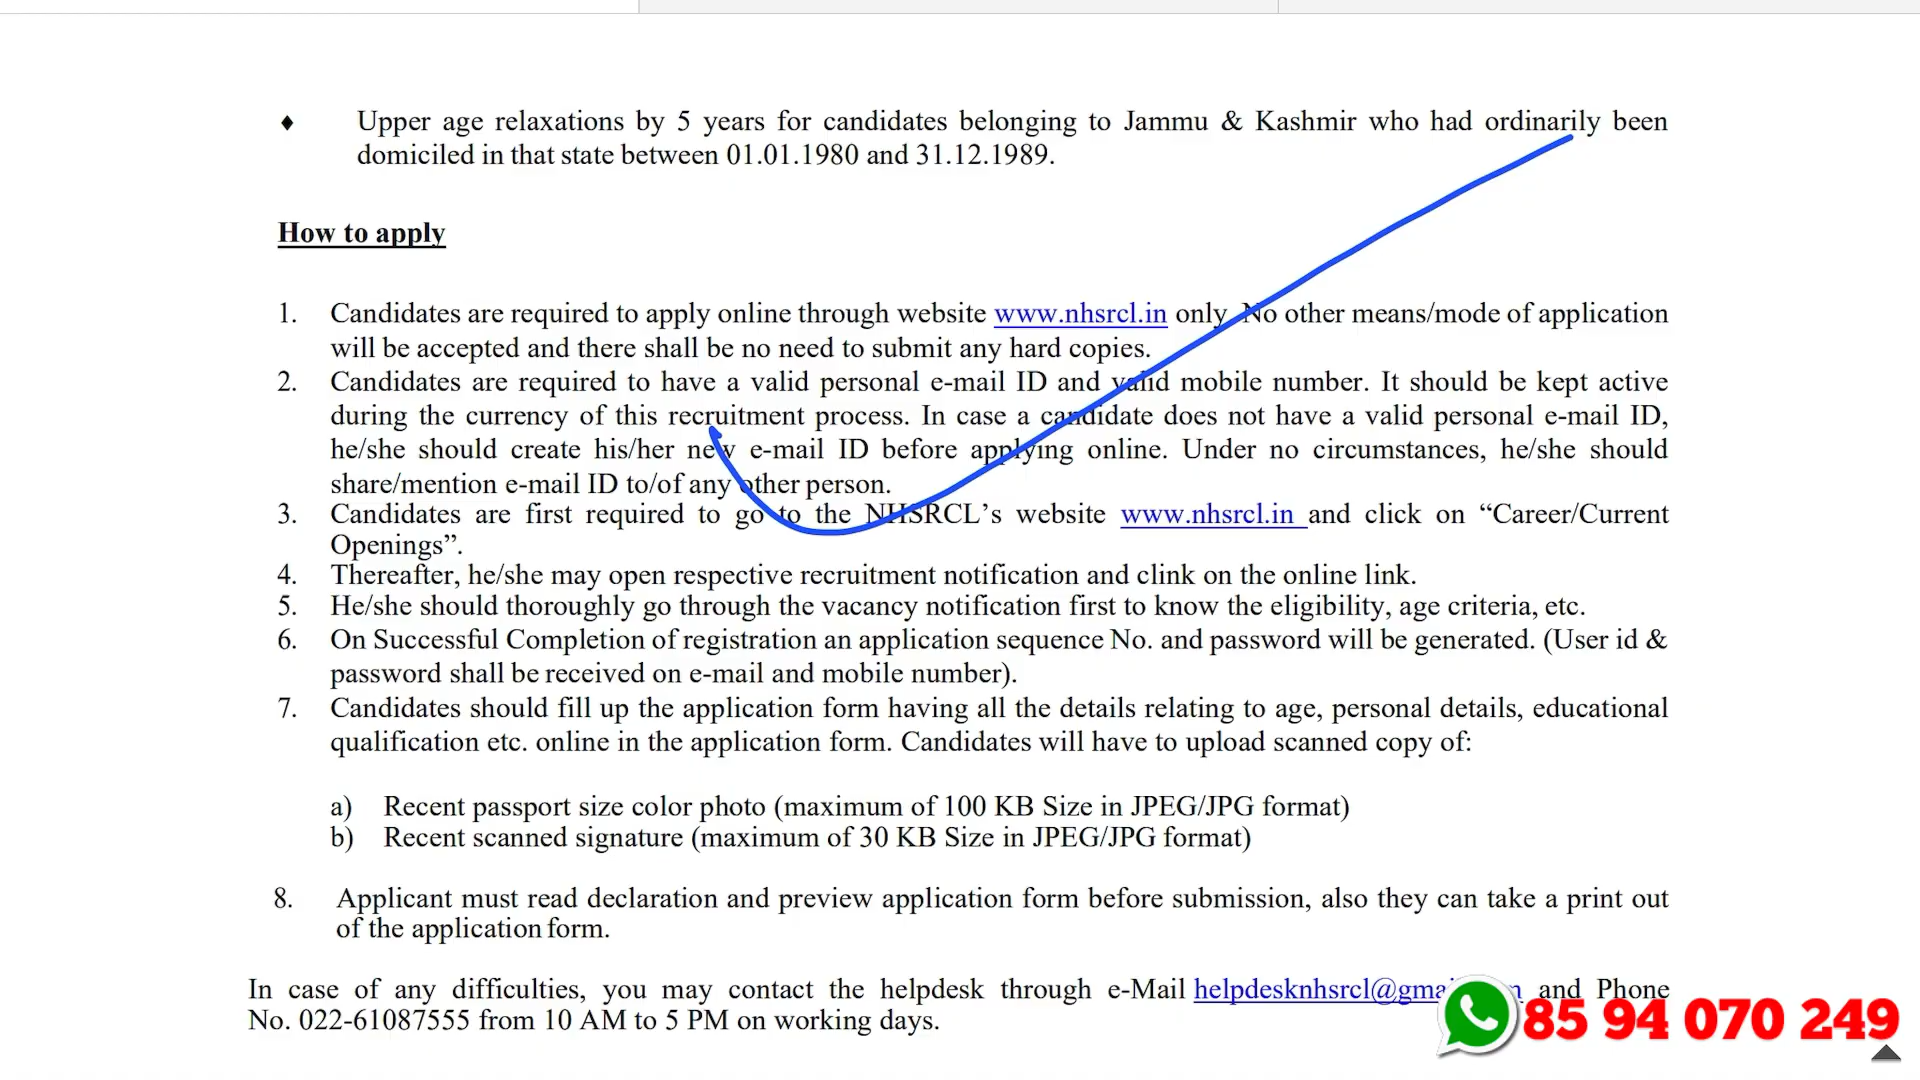 ♦ Upper age relaxations by 5 years for candidates belonging to Jammu & Kashmir who had ordinarily been
domiciled in that state between 01.01.1980 and 31.12.1989.
How to apply
1. Candidates are required to apply online through website www.nhsrcl.in only. No other means/mode of application
will be accepted and there shall be no need to submit any hard copies.
2. Candidates are required to have a valid personal e-mail ID and valid mobile number. It should be kept active
during the currency of this recruitment process. In case a candidate does not have a valid personal e-mail ID,
he/she should create his/her new e-mail ID before applying online. Under no circumstances, he/she should
share/mention e-mail ID to/of any other person.
3. Candidates are first required to go to the NHSRCL’s website www.nhsrcl.in and click on “Career/Current
Openings”.
4. Thereafter, he/she may open respective recruitment notification and clink on the online link.
5. He/she should thoroughly go through the vacancy notification first to know the eligibility, age criteria, etc.
6. On Successful Completion of registration an application sequence No. and password will be generated. (User id &
password shall be received on e-mail and mobile number).
7. Candidates should fill up the application form having all the details relating to age, personal details, educational
qualification etc. online in the application form. Candidates will have to upload scanned copy of:
a) Recent passport size color photo (maximum of 100 KB Size in JPEG/JPG format)
b) Recent scanned signature (maximum of 30 KB Size in JPEG/JPG format)
8. Applicant must read declaration and preview application form before submission, also they can take a print out
of the application form.
In case of any difficulties, you may contact the helpdesk through e-Mail and Phone
No. 022-61087555 from 10 AM to 5 PM on working days.
85 94 070 249